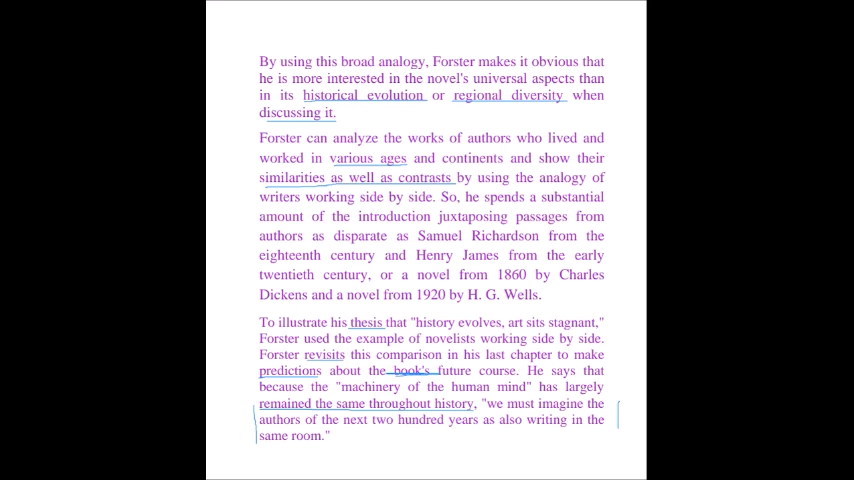 By using this broad analogy, Forster makes it obvious that
he is more interested in the novel's universal aspects than
in its historical evolution or regional diversity when
discussing it.
Forster can analyze the works of authors who lived and
worked in various ages and continents and show their
similarities as well as contrasts by using the analogy of
writers working side by side. So, he spends a substantial
amount of the introduction juxtaposing passages from
authors as disparate as Samuel Richardson from the
eighteenth century and Henry James from the early
twentieth century, or a novel from 1860 by Charles
Dickens and a novel from 1920 by H. G. Wells.
To illustrate his thesis that "history evolves, art sits stagnant,"
Forster used the example of novelists working side by side.
Forster revisits this comparison in his last chapter to make
predictions about the book's future course. He says that
because the "machinery of the human mind" has largely
remained the same throughout history, "we must imagine the
authors of the next two hundred years as also writing in the
same room."